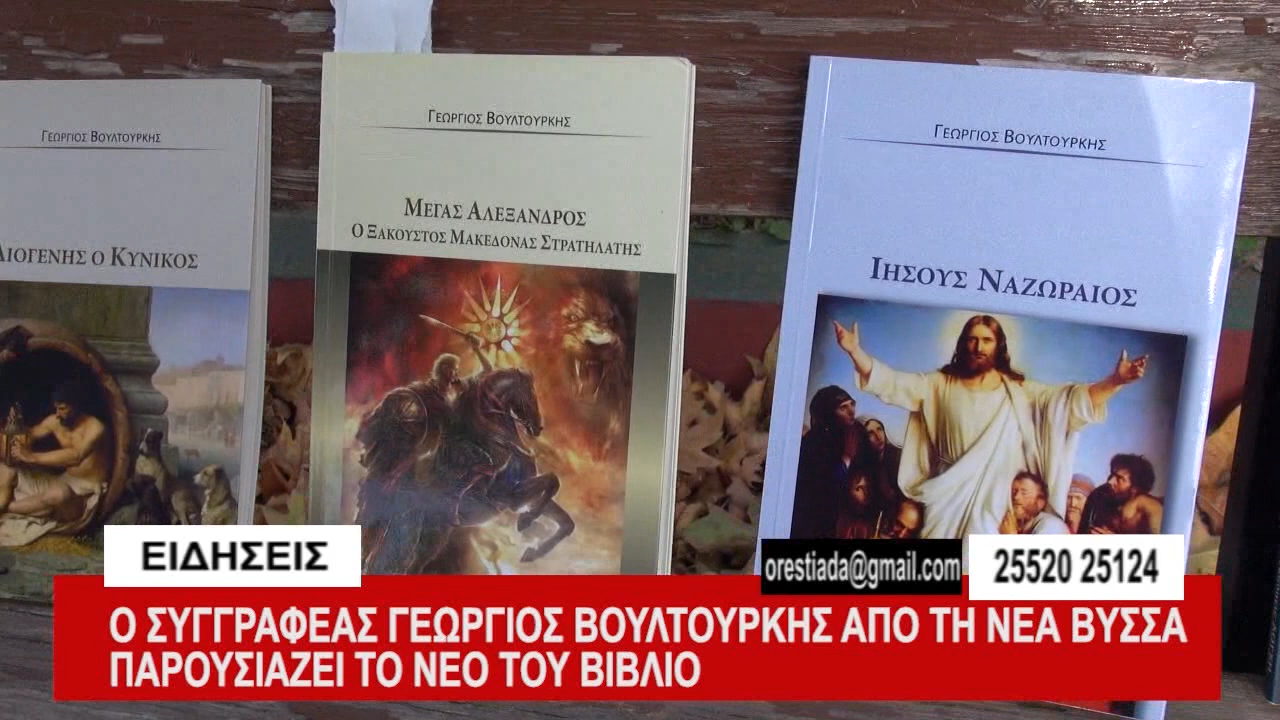 ΓΕΩΡΓΙΟΣ ΒΟΥΛΤΟΥΡΚΗΣ
ΔΙΟΓΕΝΗΣ Ο ΚΥΝΙΚΟΣ
ΓΕΩΡΓΙΟΣ ΒΟΥΛΤΟΥΡΚΗΣ
ΜΕΓΑΣ ΑΛΕΞΑΝΔΡΟΣ
Ο ΞΑΚΟΥΣΤΟΣ ΜΑΚΕΔΟΝΑΣ ΣΤΡΑΤΗΛΑΤΗΣ
ΓΕΩΡΓΙΟΣ ΒΟΥΛΤΟΥΡΚΗΣ
ΙΗΣΟΥΣ ΝΑΖΩΡΑΙΟΣ
ΕΙΔΗΣΕΙΣ
orestiada@gmail.com
25520 25124
Ο ΣΥΓΓΡΑΦΕΑΣ ΓΕΩΡΓΙΟΣ ΒΟΥΛΤΟΥΡΚΗΣ ΑΠΟ ΤΗ ΝΕΑ ΒΥΣΣΑ
ΠΑΡΟΥΣΙΑΖΕΙ ΤΟ ΝΕΟ ΤΟΥ ΒΙΒΛΙΟ